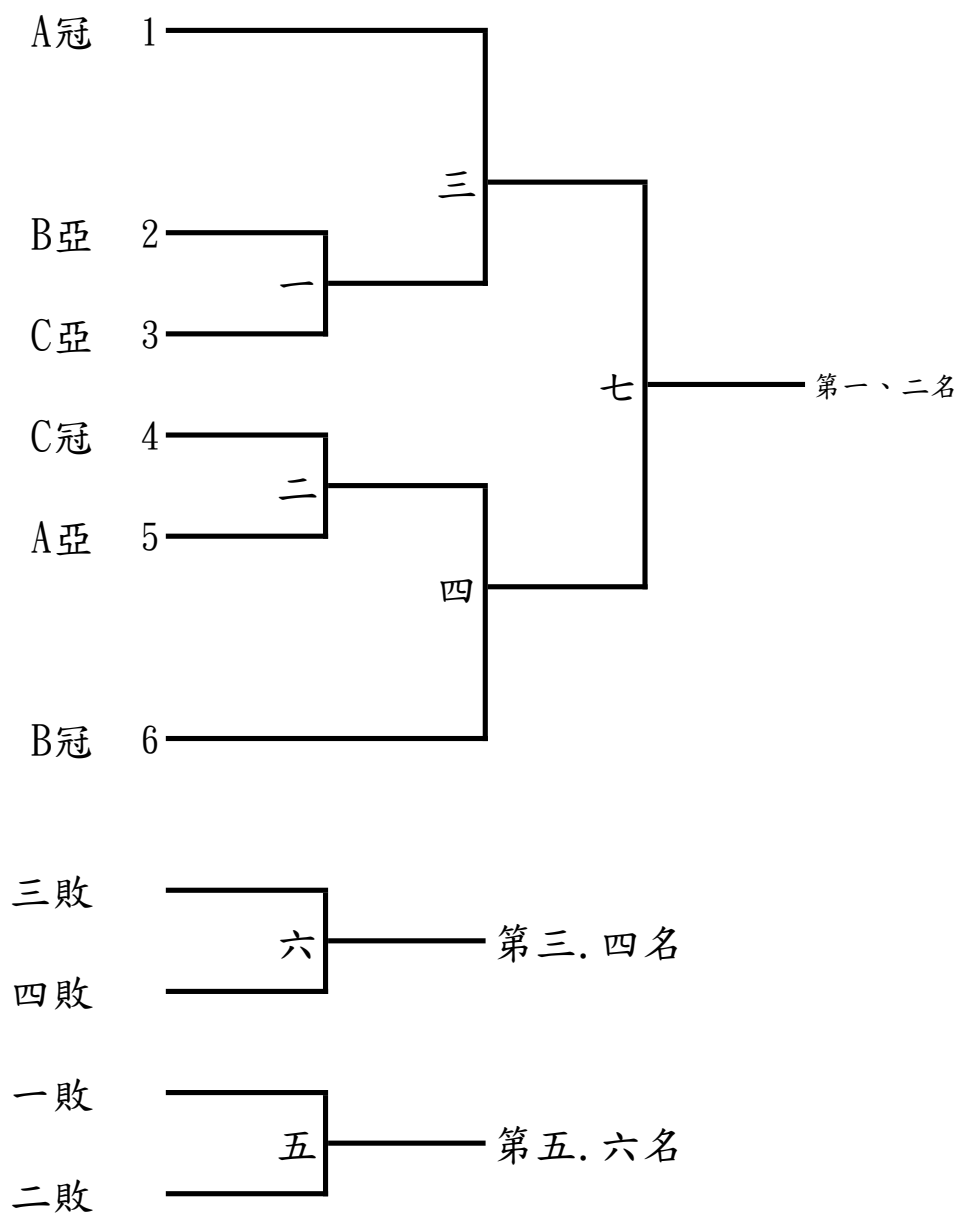 A冠 1
三
B亞 2
一
C亞 3
七 第一、二名
C冠 4
二
A亞 5
四
B冠 6
三敗
六 第三.四名
四敗
一敗
五 第五.六名
二敗